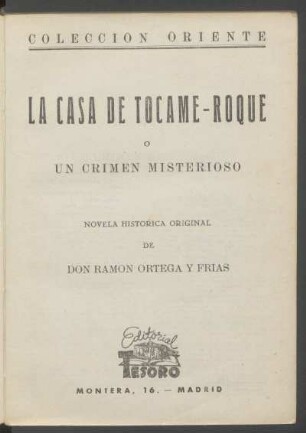 COLECCION ORIENTE
LA CASA DE TOCAME-ROQUE
O
UN CRIMEN MISTERIOSO
NOVELA HISTORICA ORIGINAL
DE
DON RAMON ORTEGA Y FRIAS
Editorial
TESORO
MONTERA, 16. — MADRID